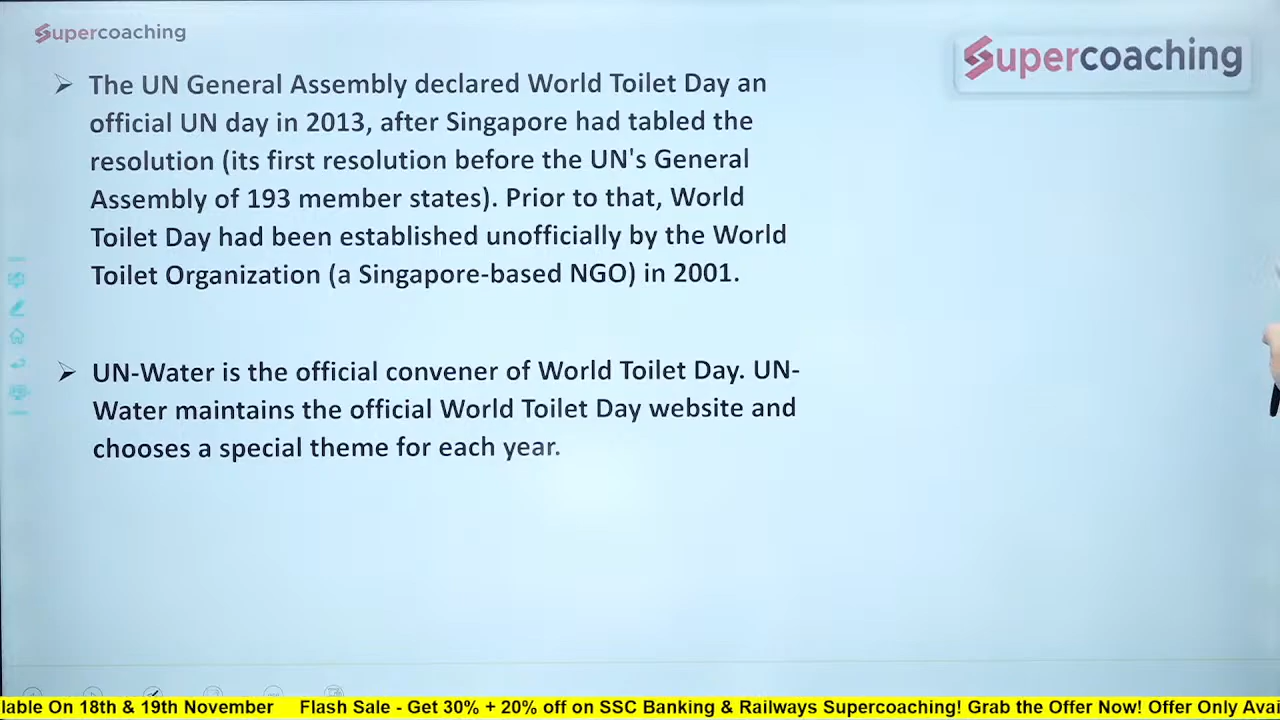 Supercoaching
Supercoaching
The UN General Assembly declared World Toilet Day an
official UN day in 2013, after Singapore had tabled the
resolution (its first resolution before the UN's General
Assembly of 193 member states). Prior to that, World
Toilet Day had been established unofficially by the World
Toilet Organization (a Singapore-based NGO) in 2001.
UN-Water is the official convener of World Toilet Day. UN-
Water maintains the official World Toilet Day website and
chooses a special theme for each year.
lable On 18th & 19th November Flash Sale - Get 30% + 20% off on SSC Banking & Railways Supercoaching! Grab the Offer Now! Offer Only Avai